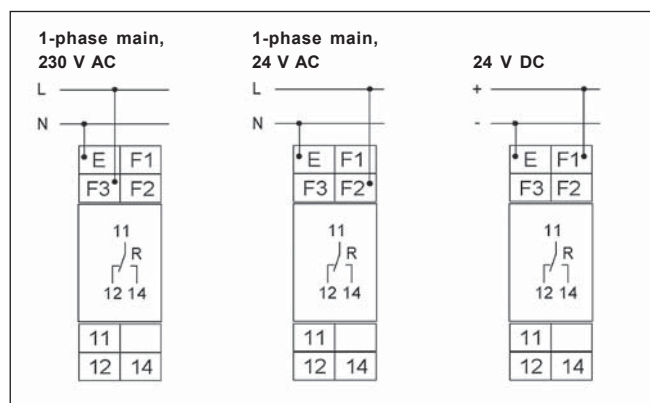 1-phase main,
230 V AC
L
N
E F1
F3 F2
11
R
12 14
11
12 14
1-phase main,
24 V AC
L
N
E F1
F3 F2
11
R
12 14
11
12 14
24 V DC
+
-
E F1
F3 F2
11
R
12 14
11
12 14